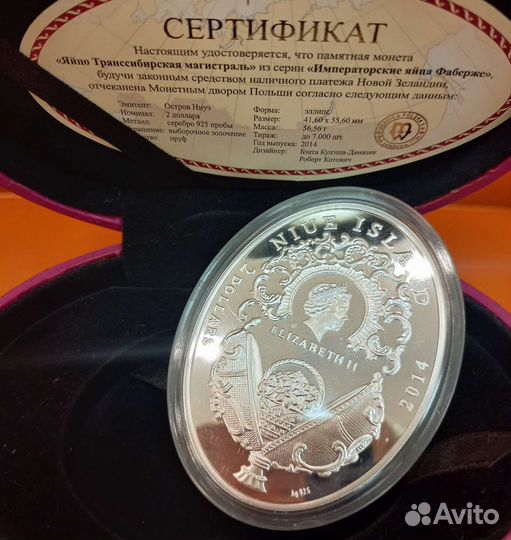 СЕРТИФИКАТ
Настоящим удостоверяется, что памятная монета
«Яйцо Транссибирская магистраль» из серии «Императорские яйца Фаберже»,
будучи законным средством наличного платежа Новой Зеландии,
отчеканена Монетным двором Польши согласно следующим данным:
Эмитент: Остров Ниуэ
Номинал: 2 доллара
Металл: серебро 925 пробы
выборочное золочение
пруф
Форма: эллипс
Размер: 41,60 x 55,60 мм
Масса: 56,56 г
Тираж: до 7.000 шт.
Год выпуска: 2014
Дизайнер:
Роберт Котович
NIUE ISLAND
2 DOLLARS
ELIZABETH II
2014
Ag 925
Avito